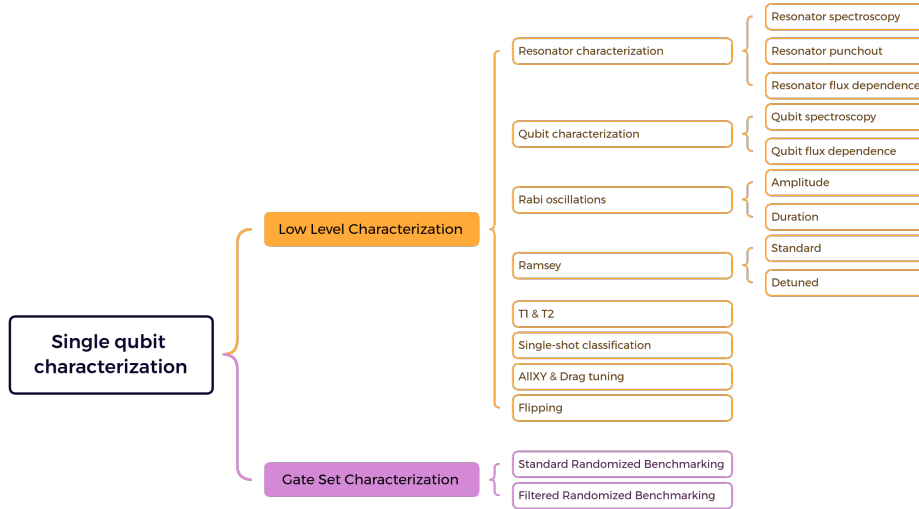 Single qubit
characterization
Low Level Characterization
Resonator characterization
Resonator spectroscopy
Resonator punchout
Resonator flux dependence
Qubit characterization
Qubit spectroscopy
Qubit flux dependence
Rabi oscillations
Amplitude
Duration
Ramsey
Standard
Detuned
T1 & T2
Single-shot classification
AllXY & Drag tuning
Flipping
Gate Set Characterization
Standard Randomized Benchmarking
Filtered Randomized Benchmarking